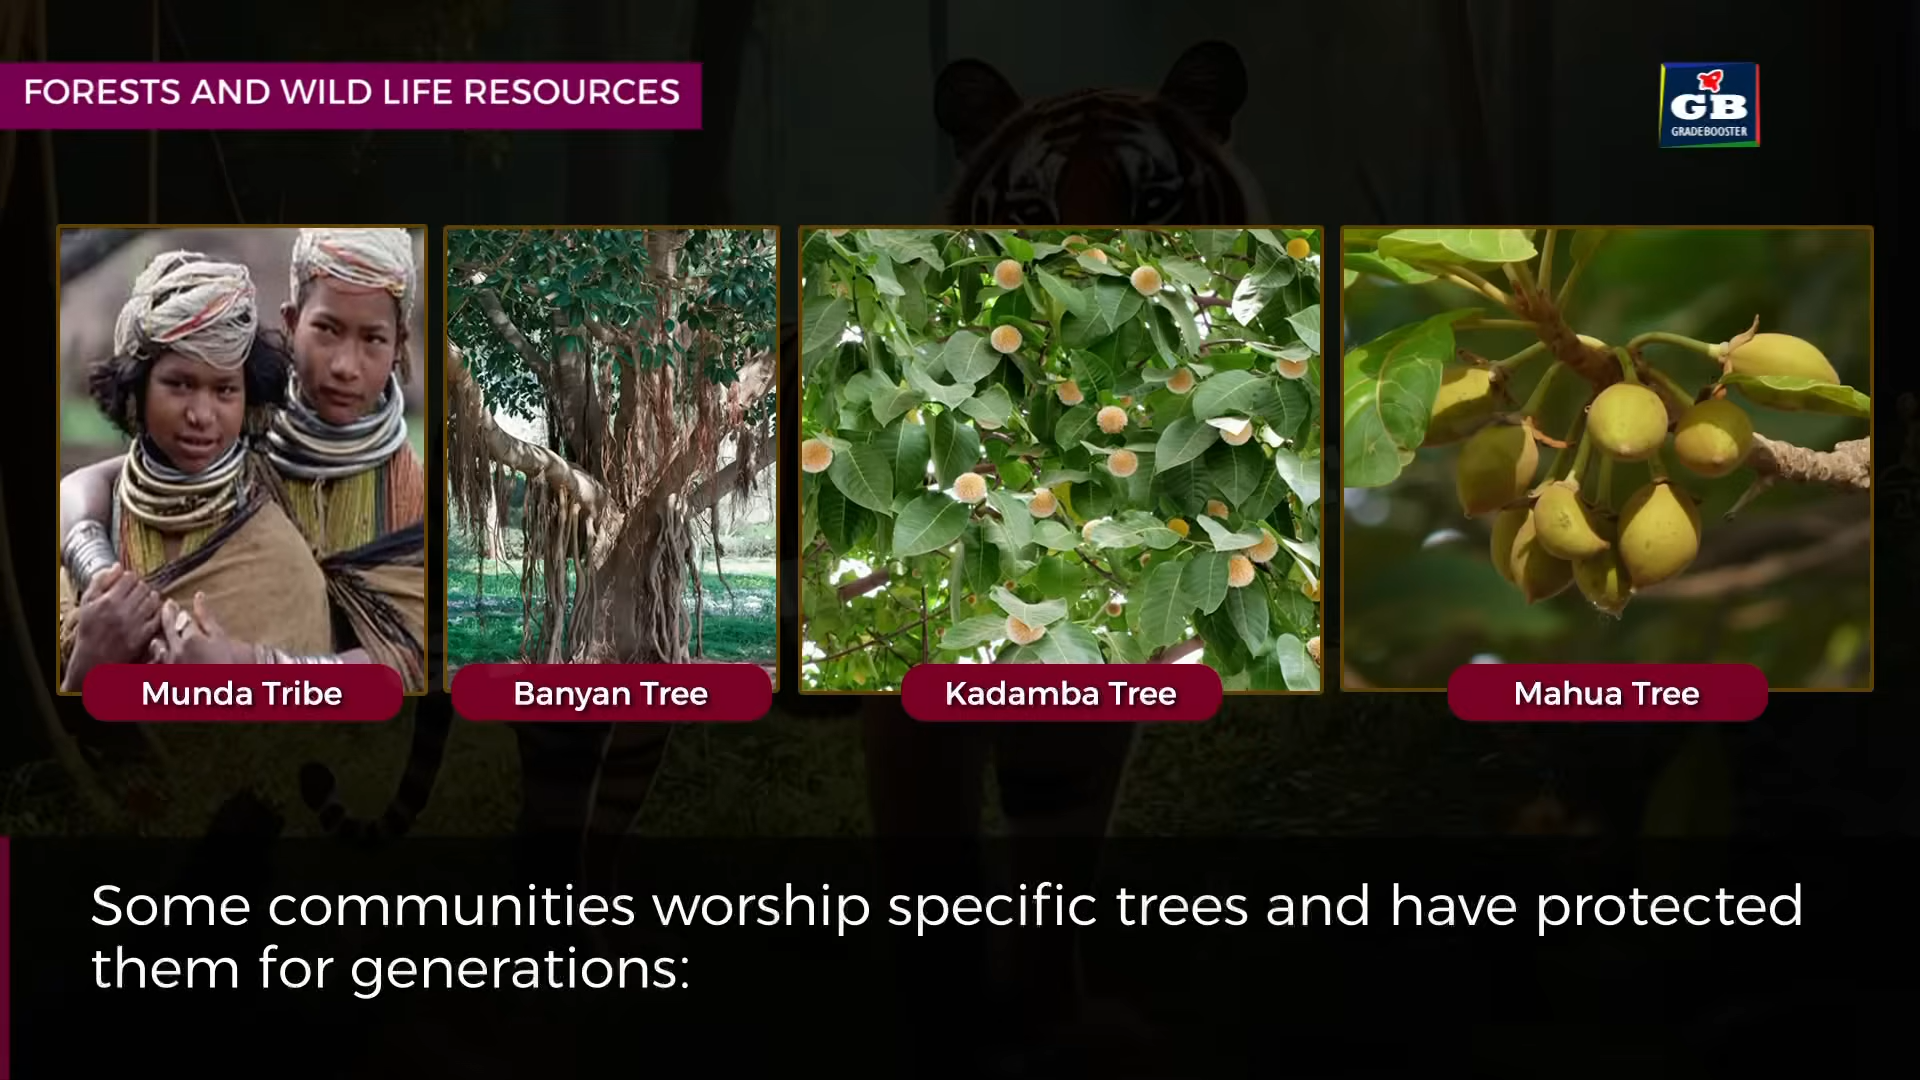 FORESTS AND WILD LIFE RESOURCES
GB
GRADEBOOSTER
Munda Tribe
Banyan Tree
Kadamba Tree
Mahua Tree
Some communities worship specific trees and have protected
them for generations: